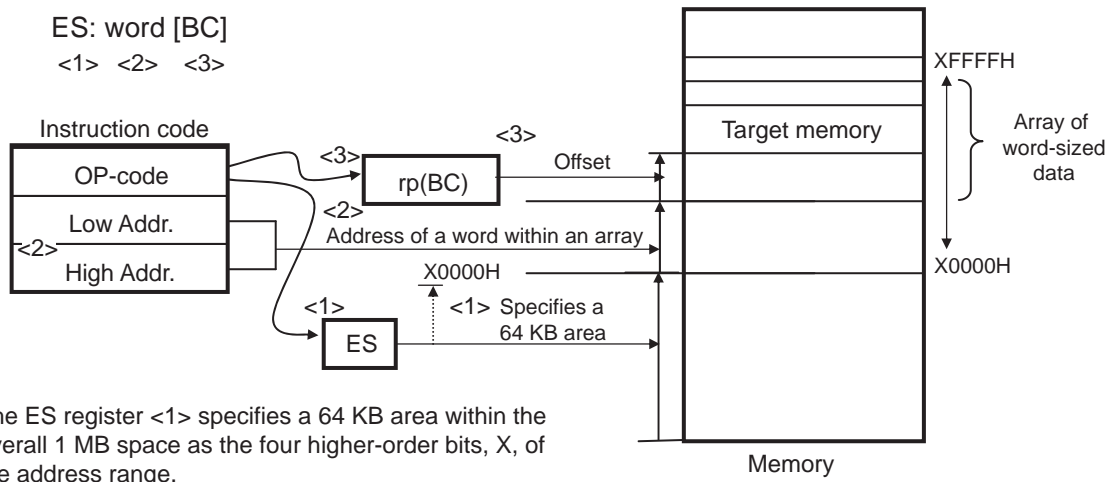 ES: word [BC]
<1> <2> <3>
Instruction code
OP-code
Low Addr.
<2>
High Addr.
<3>
rp(BC)
<3>
Offset
<2>
Address of a word within an array
X0000H
<1>
ES
<1> Specifies a
64 KB area
Target memory
XFFFFH
Array of
word-sized
data
X0000H
Memory
ES register <1> specifies a 64 KB area within the
1 MB space as the four higher-order bits, X, of
address range.